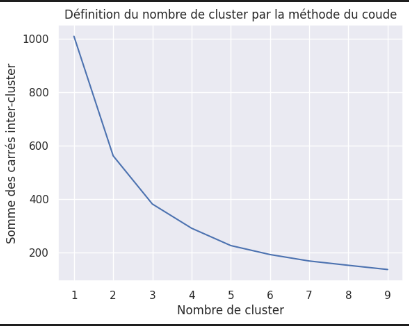 Définition du nombre de cluster par la méthode du coude
Somme des carrés inter-cluster
1000
800
600
400
200
1 2 3 4 5 6 7 8 9
Nombre de cluster